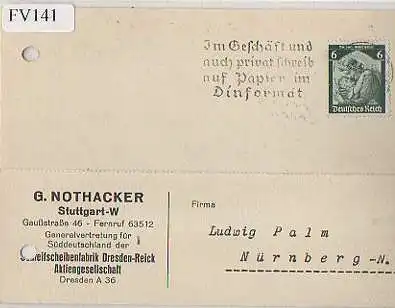 FV141
Im Geschäft und
auch privat schreib
auf Papier im
Dinformat
6 6
Deutsches Reich
G. NOTHACKER
Stuttgart-W
Gaußstraße 46 - Fernruf 63512
Generalvertretung für
Süddeutschland der
eifscheibenfabrik Dresden-Reick
Aktiengesellschaft
Dresden A 36
Firma
Ludwig Palm
Nürnberg-N.